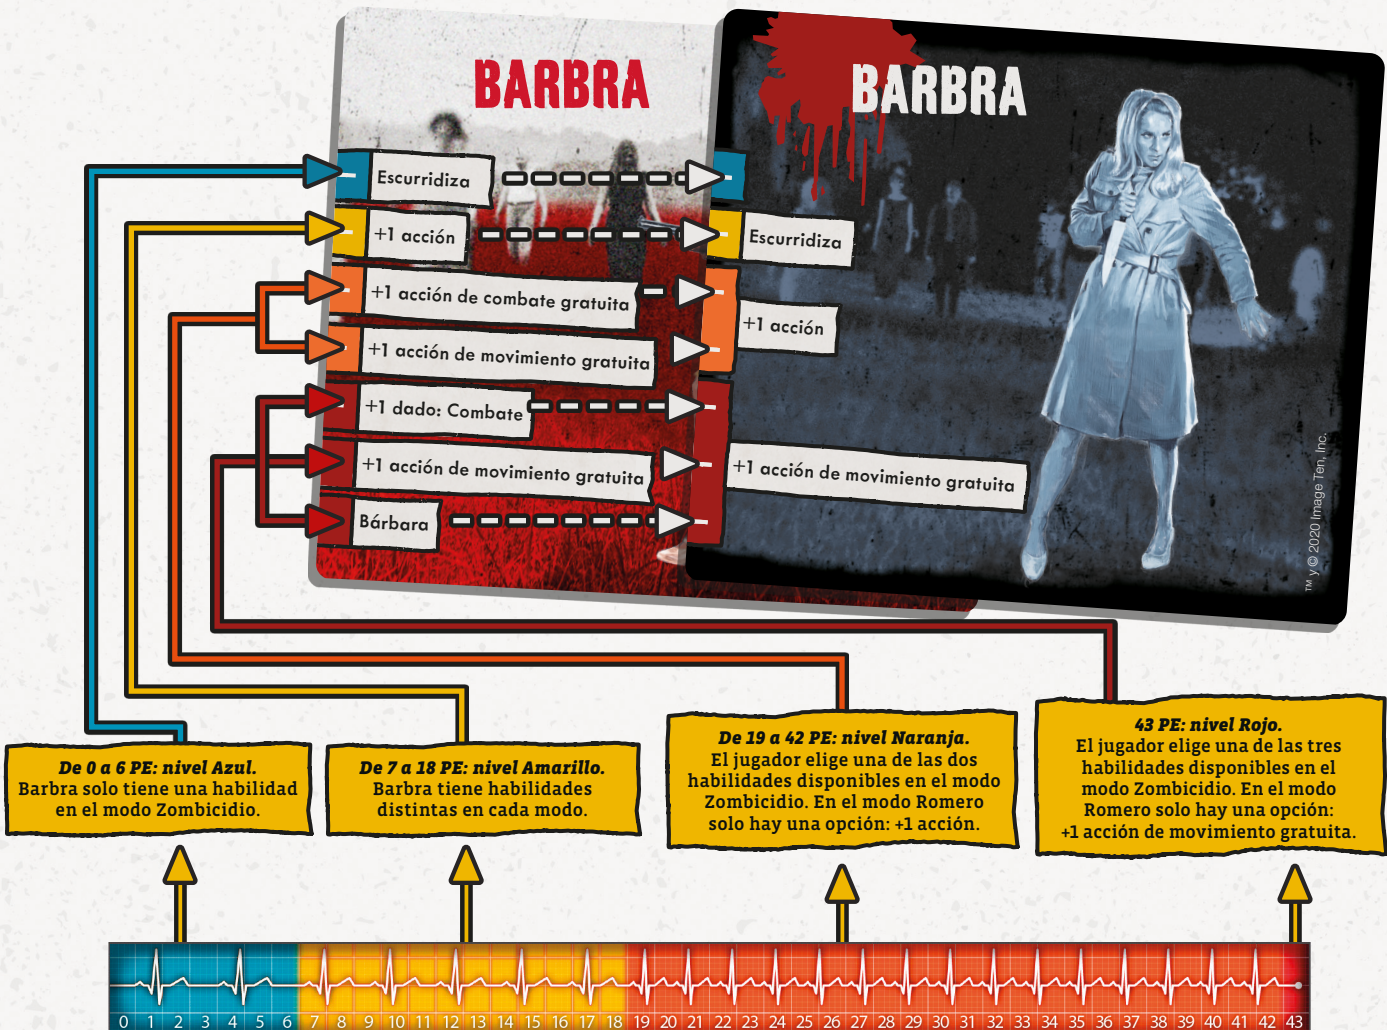 BARBRA
Escurridiza
+1 acción
+1 acción de combate gratuita
+1 acción de movimiento gratuita
+1 dado: Combate
+1 acción de movimiento gratuita
Bárbara
BARBRA
Escurridiza
+1 acción
+1 acción de movimiento gratuita
™ y © 2020 Image Ten, Inc.
De 0 a 6 PE: nivel Azul.
Barbra solo tiene una habilidad
en el modo Zombicidio.
De 7 a 18 PE: nivel Amarillo.
Barbra tiene habilidades
distintas en cada modo.
De 19 a 42 PE: nivel Naranja.
El jugador elige una de las dos
habilidades disponibles en el modo
Zombicidio. En el modo Romero
solo hay una opción: +1 acción.
43 PE: nivel Rojo.
El jugador elige una de las tres
habilidades disponibles en el
modo Zombicidio. En el modo
Romero solo hay una opción:
+1 acción de movimiento gratuita.
0 1 2 3 4 5 6 7 8 9 10 11 12 13 14 15 16 17 18 19 20 21 22 23 24 25 26 27 28 29 30 31 32 33 34 35 36 37 38 39 40 41 42 43